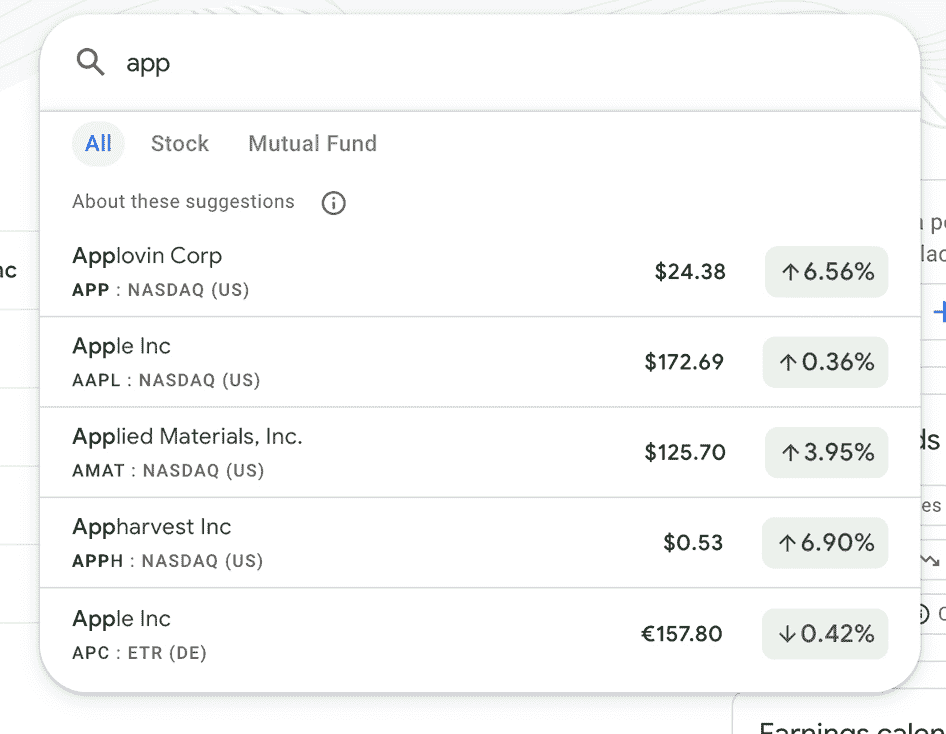 app
All Stock Mutual Fund
About these suggestions
Applovin Corp
APP : NASDAQ (US)
$24.38 ↑6.56%
Apple Inc
AAPL : NASDAQ (US)
$172.69 ↑0.36%
Applied Materials, Inc.
AMAT : NASDAQ (US)
$125.70 ↑3.95%
Appharvest Inc
APPH : NASDAQ (US)
$0.53 ↑6.90%
Apple Inc
APC : ETR (DE)
€157.80 ↓0.42%